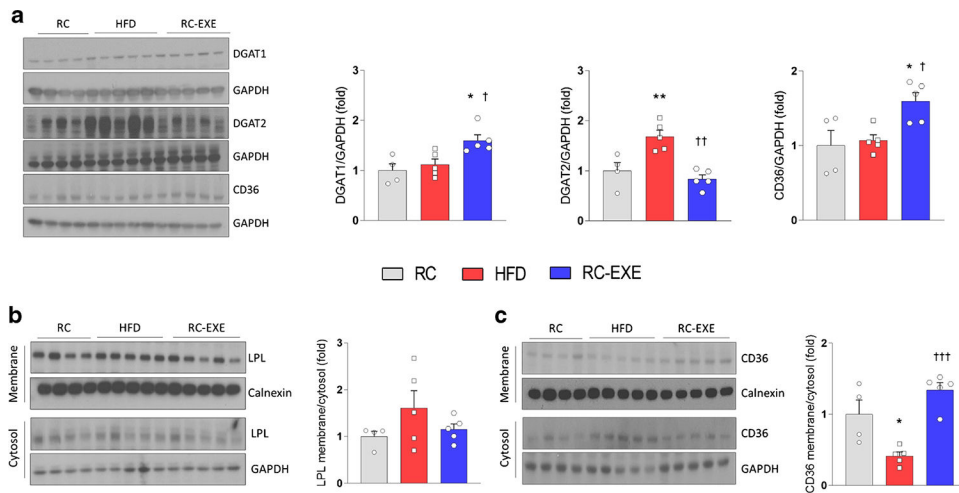 a
RC HFD RC-EXE
DGAT1
GAPDH
DGAT2
GAPDH
CD36
GAPDH
DGAT1/GAPDH (fold)
3
2
1
0
* †
DGAT2/GAPDH (fold)
3
2
1
0
**
††
CD36/GAPDH (fold)
2
1
0
* †
RC HFD RC-EXE
b
RC HFD RC-EXE
Membrane
LPL
Calnexin
Cytosol
LPL
GAPDH
LPL membrane/cytosol (fold)
3
2
1
0
c
RC HFD RC-EXE
Membrane
CD36
Calnexin
Cytosol
CD36
GAPDH
CD36 membrane/cytosol (fold)
2
1
0
*
†††